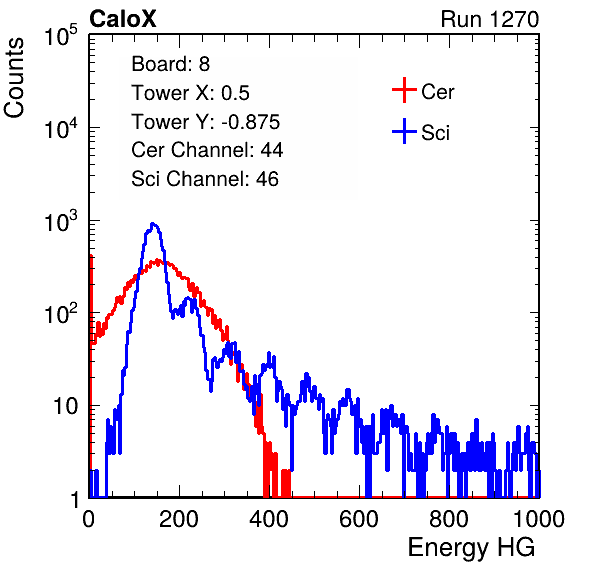 CaloX Run 1270
Counts
10^5
10^4
10^3
10^2
10
1
Board: 8
Tower X: 0.5
Tower Y: -0.875
Cer Channel: 44
Sci Channel: 46
Cer
Sci
0 200 400 600 800 1000
Energy HG